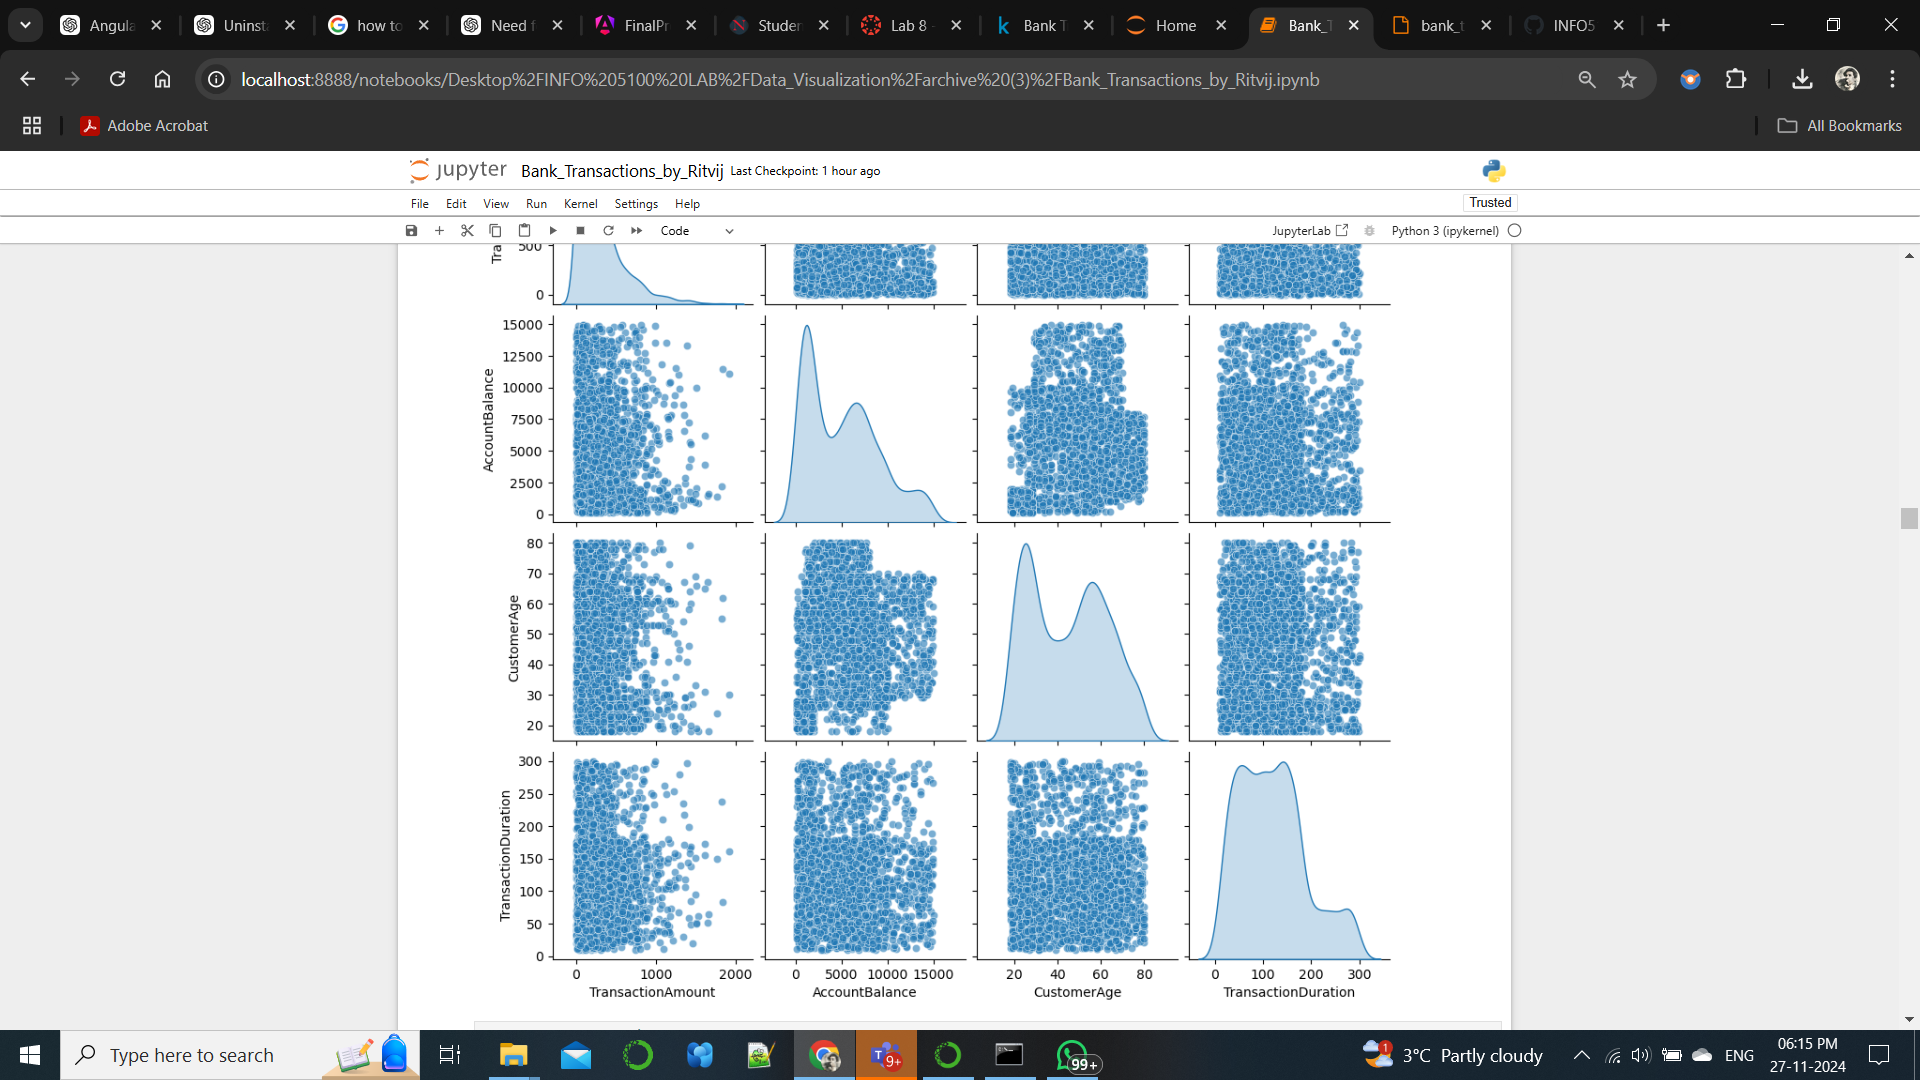 Angula
Uninsta
how to
Need f
FinalPr
Studen
Lab 8 -
Bank T
Home
Bank_T
bank_t
INFO5
localhost:8888/notebooks/Desktop%2FINFO%205100%20LAB%2FData_Visualization%2Farchive%20(3)%2FBank_Transactions_by_Ritvij.ipynb
Adobe Acrobat
All Bookmarks
jupyter Bank_Transactions_by_Ritvij Last Checkpoint: 1 hour ago
File Edit View Run Kernel Settings Help
Trusted
Code
JupyterLab
Python 3 (ipykernel)
Tra
500
0
AccountBalance
15000
12500
10000
7500
5000
2500
0
CustomerAge
80
70
60
50
40
30
20
TransactionDuration
300
250
200
150
100
50
0
0 1000 2000
0 5000 10000 15000
20 40 60 80
0 100 200 300
TransactionAmount
AccountBalance
CustomerAge
TransactionDuration
Type here to search
9+
99+
1
3°C Partly cloudy
ENG
06:15 PM
27-11-2024